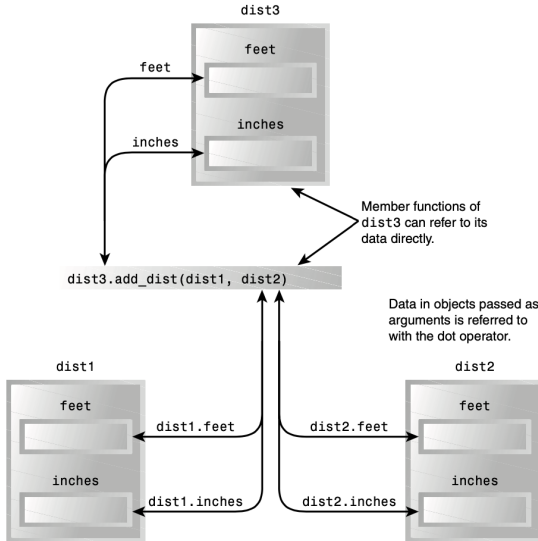 dist3
feet
feet
inches
inches
Member functions of
dist3 can refer to its
data directly.
dist3.add_dist(dist1, dist2)
Data in objects passed as
arguments is referred to
with the dot operator.
dist1
dist2
feet
feet
dist1.feet
dist2.feet
inches
inches
dist1.inches
dist2.inches